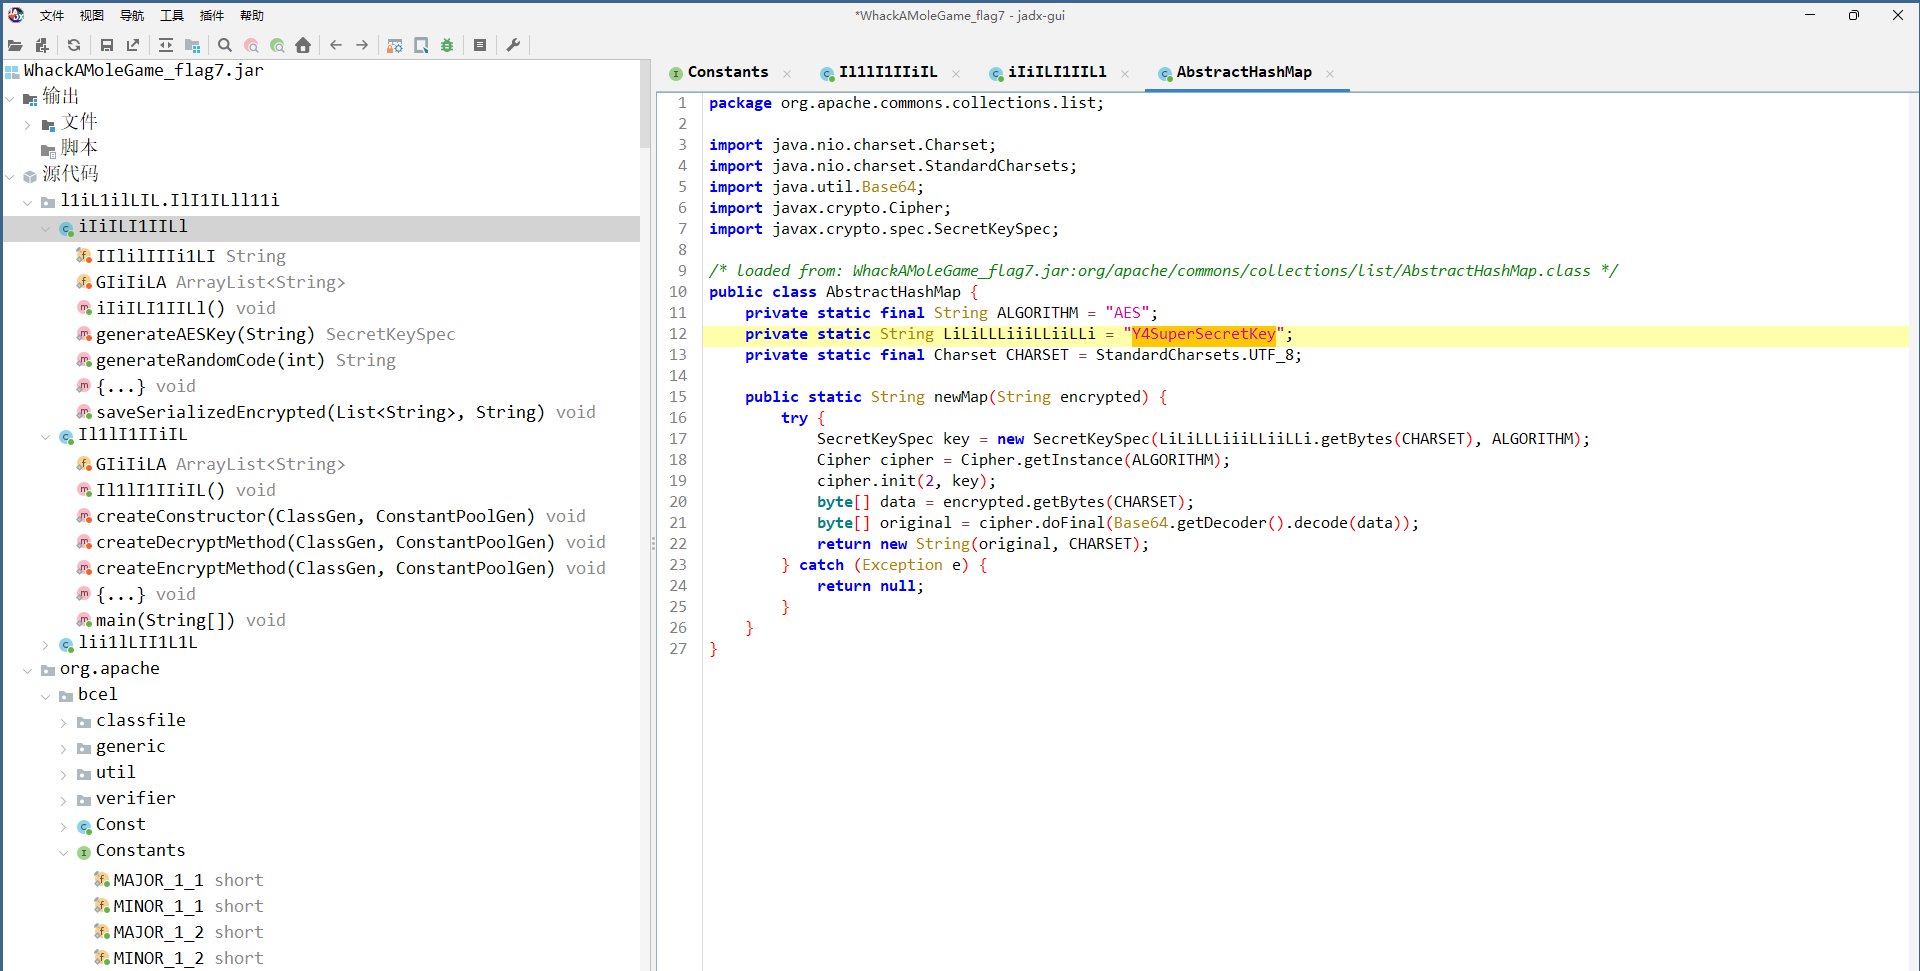 文件 视图 导航 工具 插件 帮助
*WhackAMoleGame_flag7 - jadx-gui
WhackAMoleGame_flag7.jar
输出
文件
脚本
源代码
l1iL1ilLIL.IlI1ILll11i
iIiILI1IILl
IIlilIIIi1LI String
GIiIiLA ArrayList<String>
iIiILI1IILl() void
generateAESKey(String) SecretKeySpec
generateRandomCode(int) String
{...} void
saveSerializedEncrypted(List<String>, String) void
Il1lI1IIiIL
GIiIiLA ArrayList<String>
Il1lI1IIiIL() void
createConstructor(ClassGen, ConstantPoolGen) void
createDecryptMethod(ClassGen, ConstantPoolGen) void
createEncryptMethod(ClassGen, ConstantPoolGen) void
{...} void
main(String[]) void
lii1lLII1L1L
org.apache
bcel
classfile
generic
util
verifier
Const
Constants
MAJOR_1_1 short
MINOR_1_1 short
MAJOR_1_2 short
MINOR_1_2 short
Constants Il1lI1IIiIL iIiILI1IILl AbstractHashMap
1 package org.apache.commons.collections.list;
2
3 import java.nio.charset.Charset;
4 import java.nio.charset.StandardCharsets;
5 import java.util.Base64;
6 import javax.crypto.Cipher;
7 import javax.crypto.spec.SecretKeySpec;
8
9 /* loaded from: WhackAMoleGame_flag7.jar:org/apache/commons/collections/list/AbstractHashMap.class */
10 public class AbstractHashMap {
11 private static final String ALGORITHM = "AES";
12 private static String LiLiLLLiiiLLiiLLi = "Y4SuperSecretKey";
13 private static final Charset CHARSET = StandardCharsets.UTF_8;
14
15 public static String newMap(String encrypted) {
16 try {
17 SecretKeySpec key = new SecretKeySpec(LiLiLLLiiiLLiiLLi.getBytes(CHARSET), ALGORITHM);
18 Cipher cipher = Cipher.getInstance(ALGORITHM);
19 cipher.init(2, key);
20 byte[] data = encrypted.getBytes(CHARSET);
21 byte[] original = cipher.doFinal(Base64.getDecoder().decode(data));
22 return new String(original, CHARSET);
23 } catch (Exception e) {
24 return null;
25 }
26 }
27 }